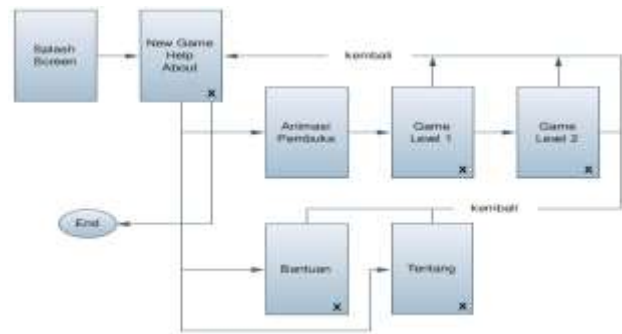 Splash
Screen
New Game
Help
About
x
kembali
Animasi
Pembuka
Game
Level 1
x
Game
Level 2
x
End
kembali
Bantuan
x
Tentang
x